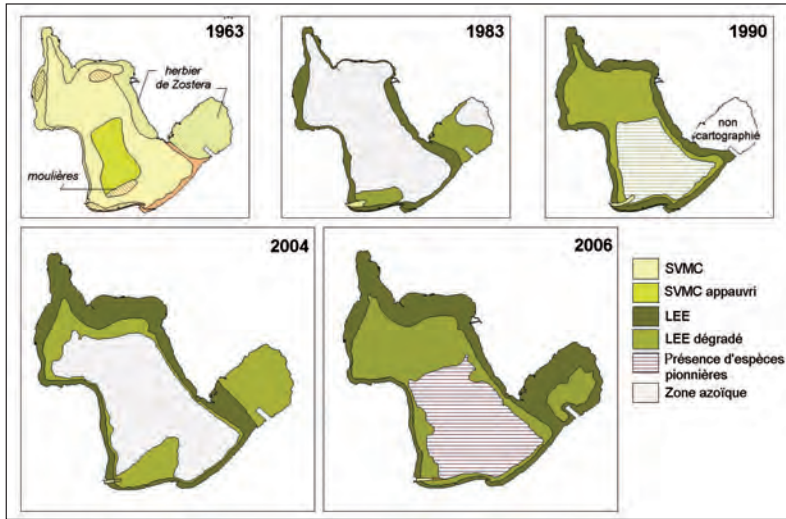 1963
herbier
de Zostera
moulières
1983
1990
non
cartographié
2004
2006
SVMC
SVMC appauvri
LEE
LEE dégradé
Présence d'espèces
pionnières
Zone azoïque